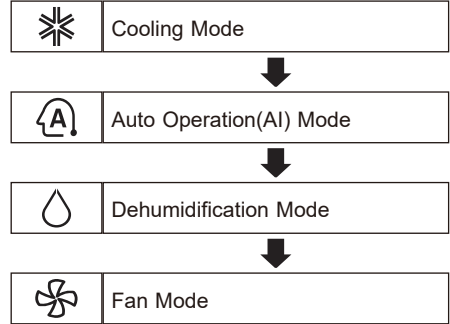 Cooling Mode
A
Auto Operation(AI) Mode
Dehumidification Mode
Fan Mode